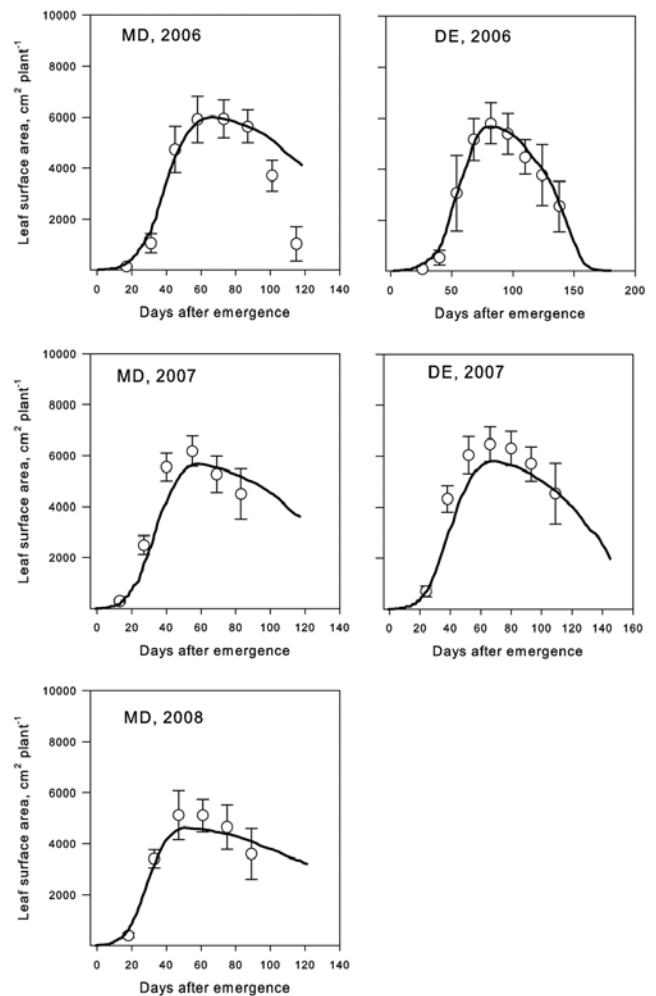 MD, 2006
10000
8000
6000
4000
2000
0 20 40 60 80 100 120 140
Days after emergence
Leaf surface area, cm² plant⁻¹
DE, 2006
0 50 100 150 200
Days after emergence
MD, 2007
10000
8000
6000
4000
2000
0 20 40 60 80 100 120 140
Days after emergence
Leaf surface area, cm² plant⁻¹
DE, 2007
0 20 40 60 80 100 120 140 160
Days after emergence
MD, 2008
10000
8000
6000
4000
2000
0 20 40 60 80 100 120 140
Days after emergence
Leaf surface area, cm² plant⁻¹